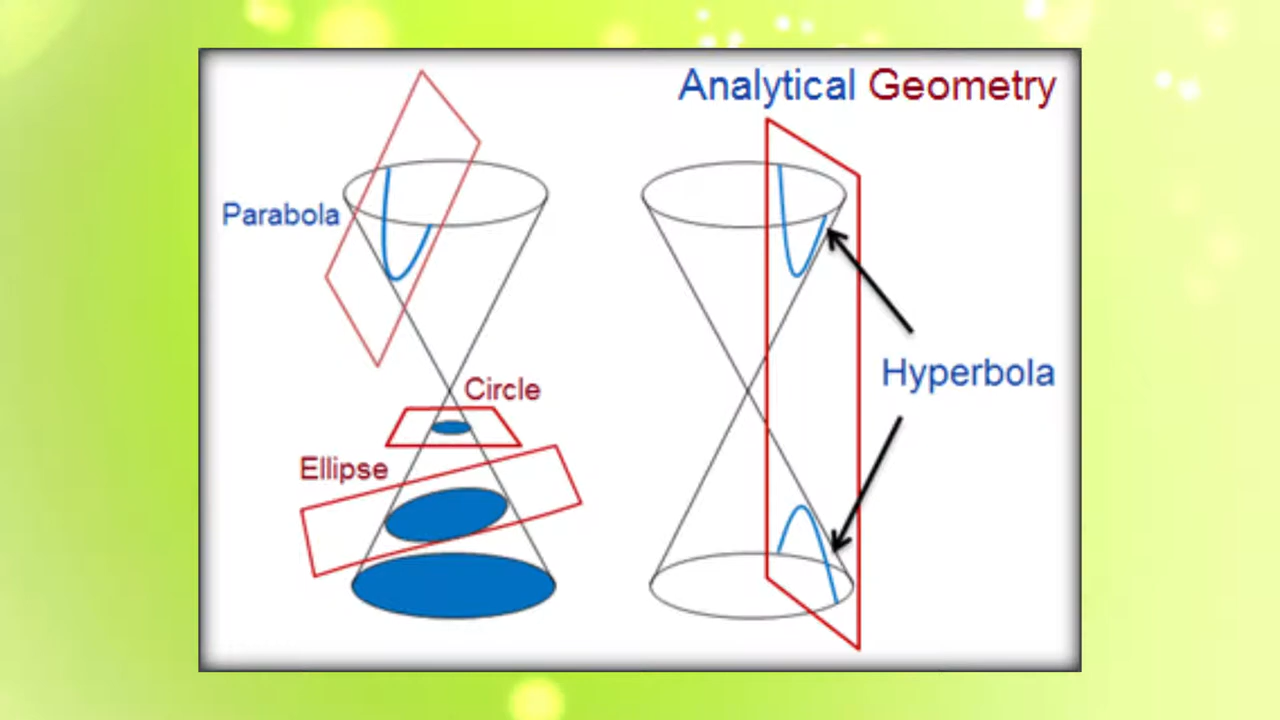 Analytical Geometry
Parabola
Circle
Ellipse
Hyperbola